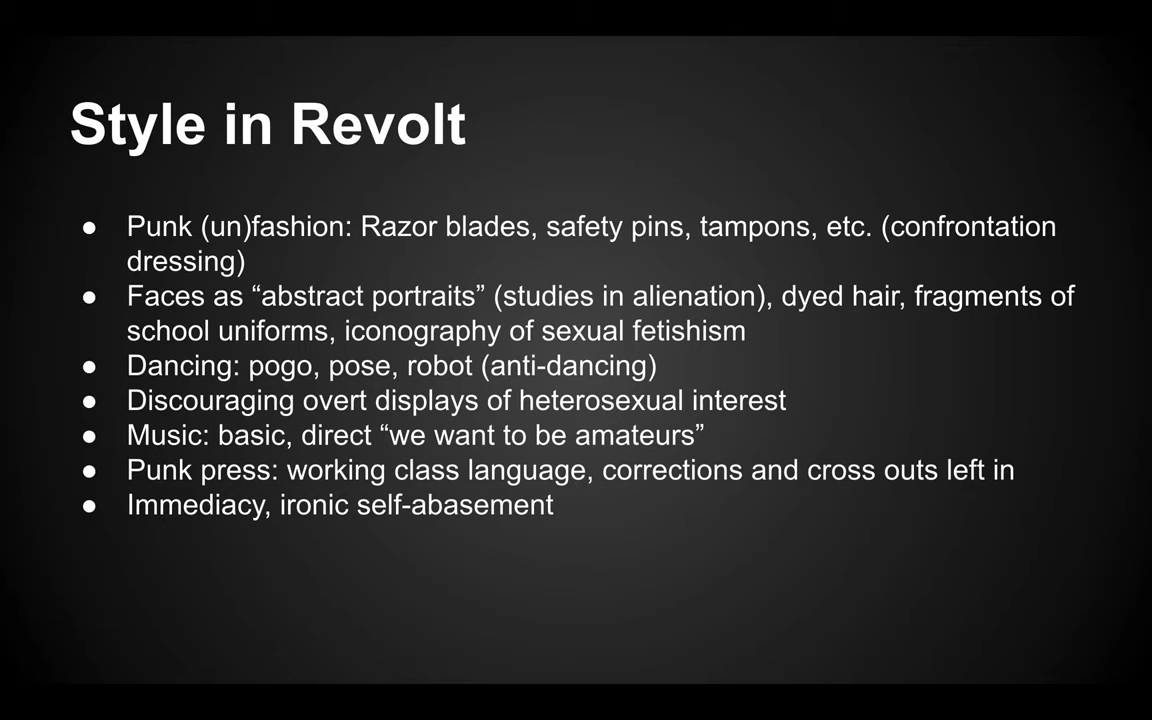 Style in Revolt
● Punk (un)fashion: Razor blades, safety pins, tampons, etc. (confrontation
dressing)
● Faces as “abstract portraits” (studies in alienation), dyed hair, fragments of
school uniforms, iconography of sexual fetishism
● Dancing: pogo, pose, robot (anti-dancing)
● Discouraging overt displays of heterosexual interest
● Music: basic, direct “we want to be amateurs”
● Punk press: working class language, corrections and cross outs left in
● Immediacy, ironic self-abasement